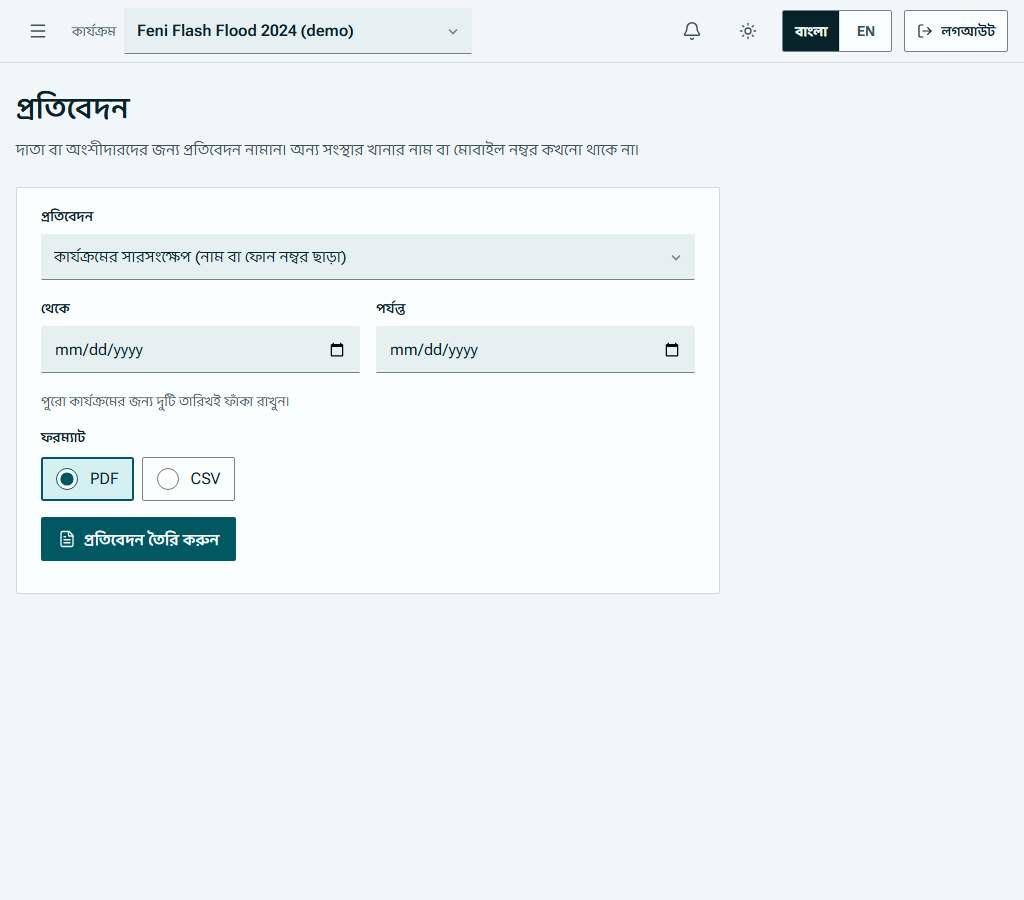 কার্যক্রম
Feni Flash Flood 2024 (demo)
বাংলা
EN
লগআউট
প্রতিবেদন
দাতা বা অংশীদারদের জন্য প্রতিবেদন নামান। অন্য সংস্থার খানার নাম বা মোবাইল নম্বর কখনো থাকে না।
প্রতিবেদন
কার্যক্রমের সারসংক্ষেপ (নাম বা ফোন নম্বর ছাড়া)
থেকে
পর্যন্ত
mm/dd/yyyy
mm/dd/yyyy
পুরো কার্যক্রমের জন্য দুটি তারিখই ফাঁকা রাখুন।
ফরম্যাট
PDF
CSV
প্রতিবেদন তৈরি করুন